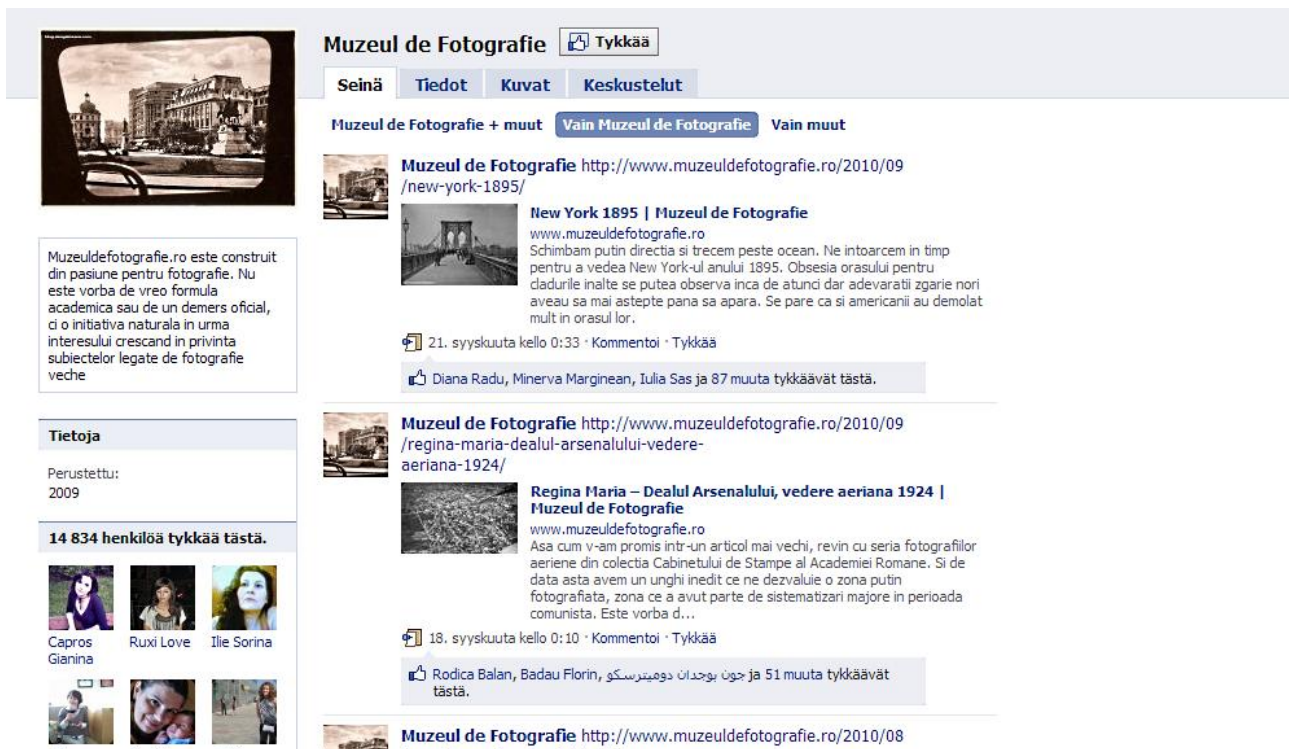 Muzeul de Fotografie Tykkää
Seinä Tiedot Kuvat Keskustelut
Muzeul de Fotografie + muut Vain Muzeul de Fotografie Vain muut
Muzeuldefotografie.ro este construit
din pasiune pentru fotografie. Nu
este vorba de vreo formula
academica sau de un demers oficial,
ci o initiativa naturala in urma
interesului crescand in privinta
subiectelor legate de fotografie
veche
Tietoja
Perustettu:
2009
14 834 henkilöä tykkää tästä.
Capros
Gianina
Ruxi Love
Ilie Sorina
Muzeul de Fotografie http://www.muzeuldefotografie.ro/2010/09
/new-york-1895/
New York 1895 | Muzeul de Fotografie
www.muzeuldefotografie.ro
Schimbam putin directia si trecem peste ocean. Ne intoarcem in timp
pentru a vedea New York-ul anului 1895. Obsesia orasului pentru
cladurile inalte se putea observa inca de atunci dar adevaratii zgarie nori
aveau sa mai astepte pana sa apara. Se pare ca si americanii au demolat
mult in orasul lor.
21. syyskuuta kello 0:33 · Kommentoi · Tykkää
Diana Radu, Minerva Marginean, Iulia Sas ja 87 muuta tykkäävät tästä.
Muzeul de Fotografie http://www.muzeuldefotografie.ro/2010/09
/regina-maria-dealul-arsenalului-vedere-
aeriana-1924/
Regina Maria – Dealul Arsenalului, vedere aeriana 1924 |
Muzeul de Fotografie
www.muzeuldefotografie.ro
Asa cum v-am promis intr-un articol mai vechi, revin cu seria fotografiilor
aeriene din colectia Cabinetului de Stampe al Academiei Romane. Si de
data asta avem un unghi inedit ce ne dezvaluie o zona putin
fotografiata, zona ce a avut parte de sistematizari majore in perioada
comunista. Este vorba d...
18. syyskuuta kello 0:10 · Kommentoi · Tykkää
Rodica Balan, Badau Florin, جون بوجدان دوميترسكو ja 51 muuta tykkäävät
tästä.
Muzeul de Fotografie http://www.muzeuldefotografie.ro/2010/08